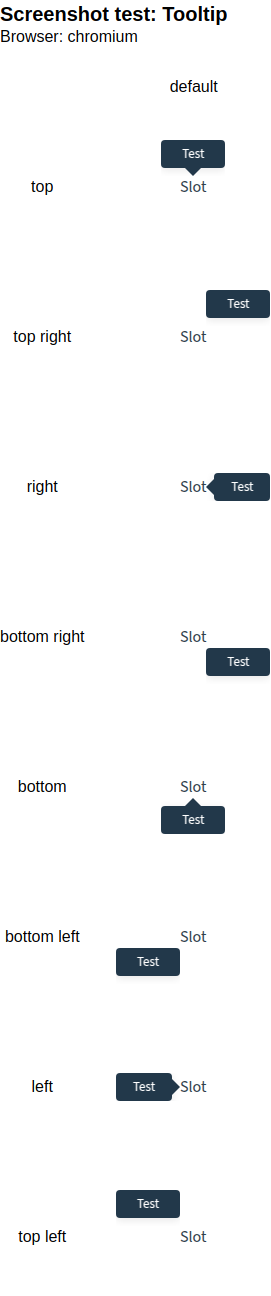 Screenshot test: Tooltip
Browser: chromium
default
Test
top Slot
Test
top right Slot
right Slot Test
bottom right Slot
Test
bottom Slot
Test
bottom left Slot
Test
left Test Slot
Test
top left Slot